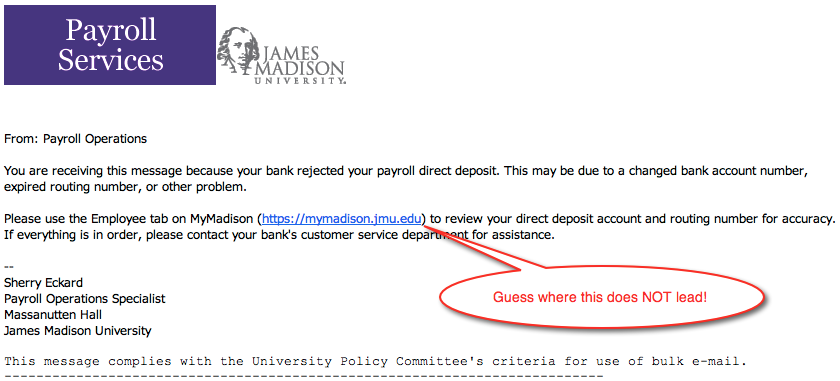 Payroll
Services
JAMES
MADISON
UNIVERSITY.
From: Payroll Operations
You are receiving this message because your bank rejected your payroll direct deposit. This may be due to a changed bank account number,
expired routing number, or other problem.
Please use the Employee tab on MyMadison (https://mymadison.jmu.edu) to review your direct deposit account and routing number for accuracy.
If everything is in order, please contact your bank's customer service department for assistance.
--
Sherry Eckard
Payroll Operations Specialist
Massanutten Hall
James Madison University
Guess where this does NOT lead!
This message complies with the University Policy Committee's criteria for use of bulk e-mail.
---------------------------------------------------------------------------